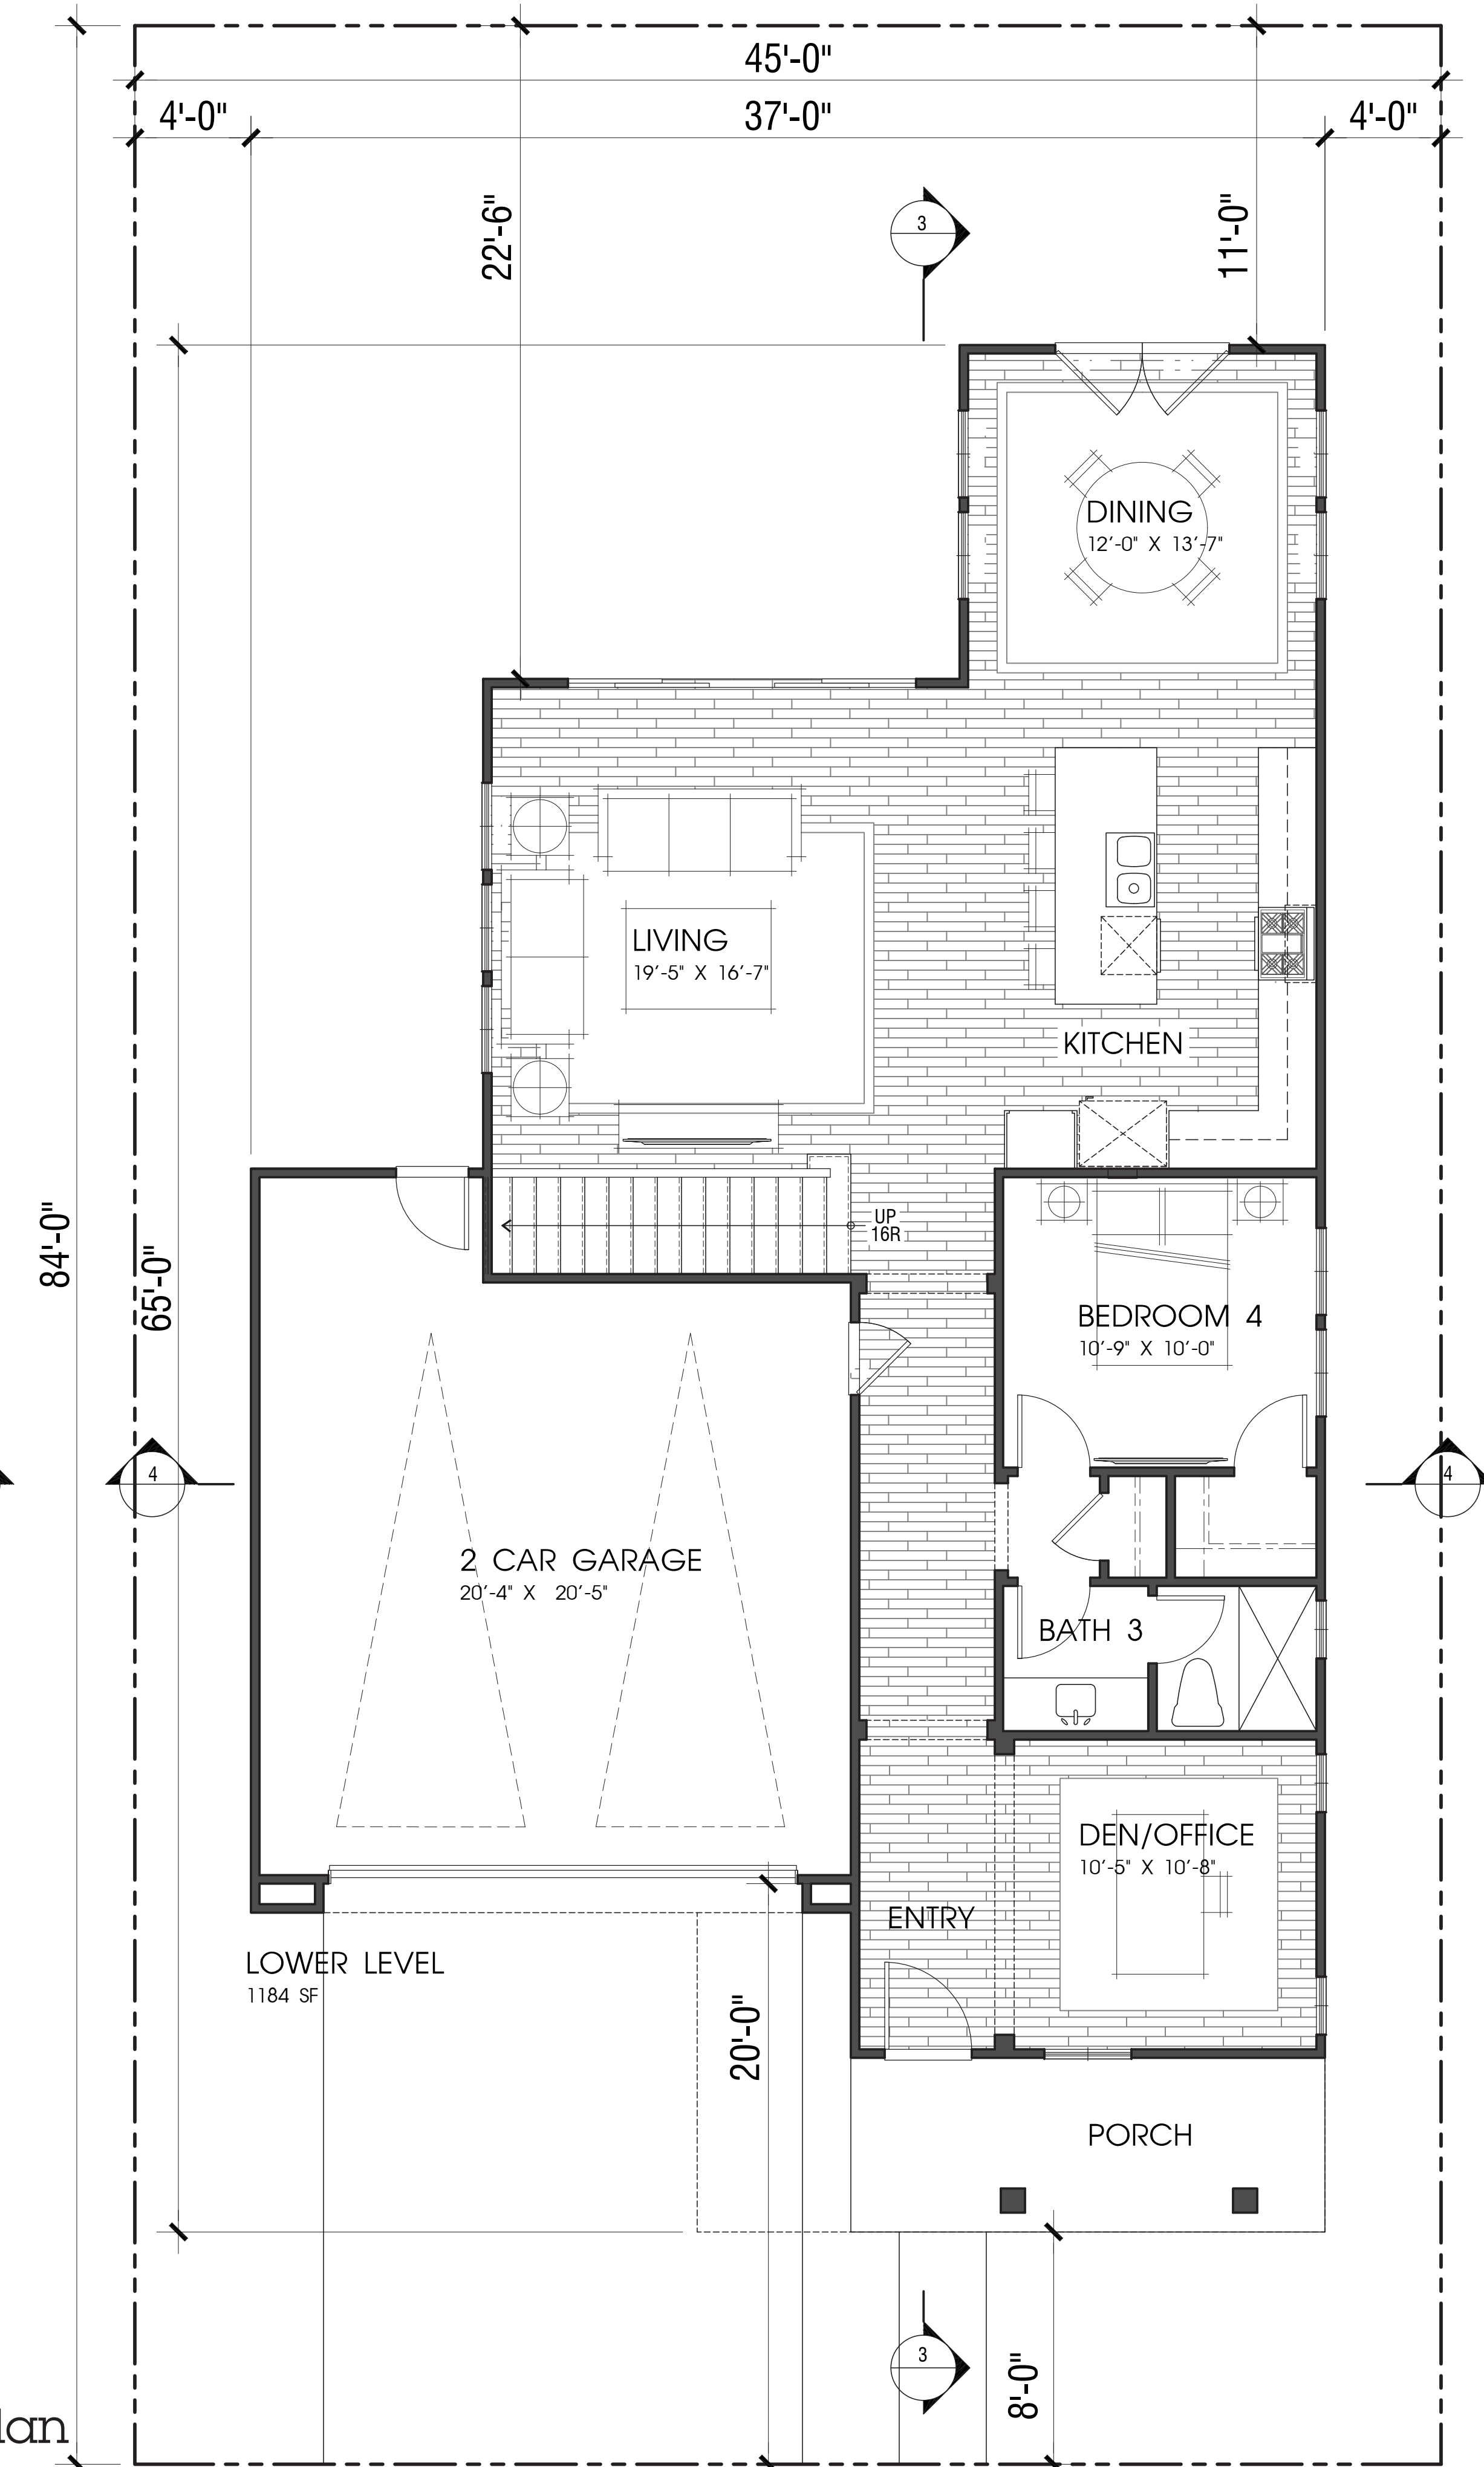 45'-0"
4'-0"
37'-0"
4'-0"
22'-6"
3
11'-0"
DINING
12'-0" X 13'-7"
LIVING
19'-5" X 16'-7"
KITCHEN
84'-0"
65'-0"
UP
16R
BEDROOM 4
10'-9" X 10'-0"
4
4
2 CAR GARAGE
20'-4" X 20'-5"
BATH 3
DEN/OFFICE
10'-5" X 10'-8"
ENTRY
LOWER LEVEL
1184 SF
20'-0"
PORCH
3
8'-0"
lan